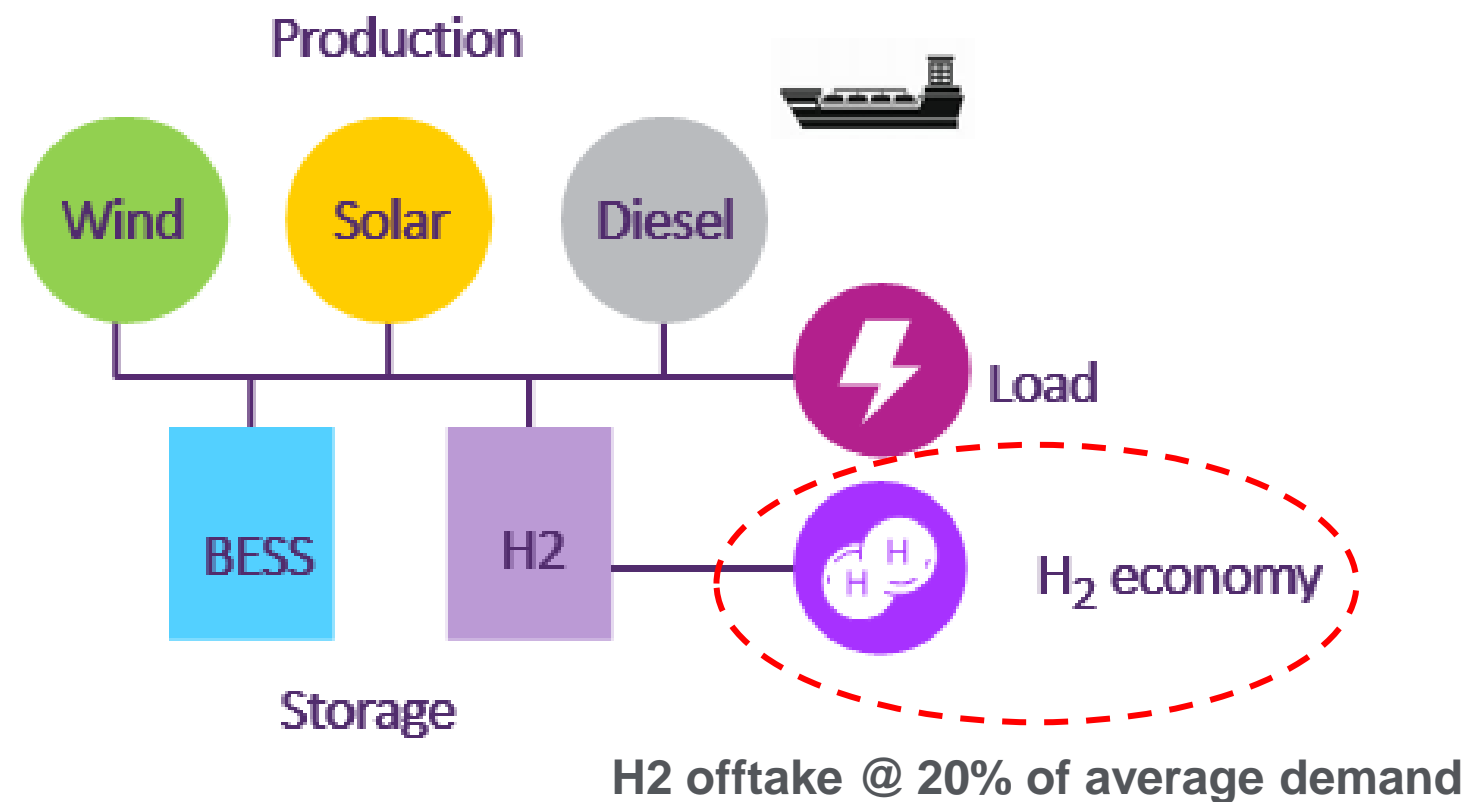 Production
Wind
Solar
Diesel
Load
BESS
H2
H
H
H₂ economy
Storage
H2 offtake @ 20% of average demand